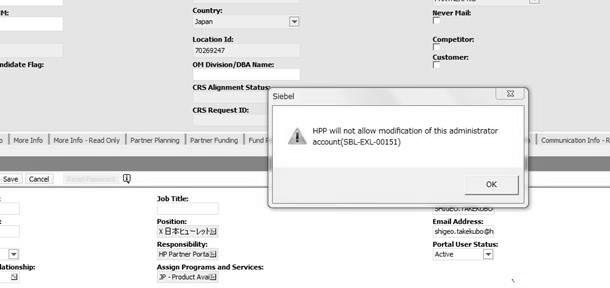 Country:
Never Mail:
Japan
Location Id:
Competitor:
70269247
Customer:
OM Division/DBA Name:
CRS Alignment Status:
CRS Request ID:
Siebel
HPP will not allow modification of this administrator
account(SBL-EXL-00151)
OK
More Info
More Info - Read Only
Partner Planning
Partner Funding
Communication Info - R
Save
Cancel
Reset Password
Job Title:
SHIGEO.TAKEKUBO
Position:
Email Address:
X 日本ヒューレット
shigeo.takekubo@h
Responsibility:
Portal User Status:
HP Partner Porta
Active
lationship:
Assign Programs and Services:
JP - Product Avai